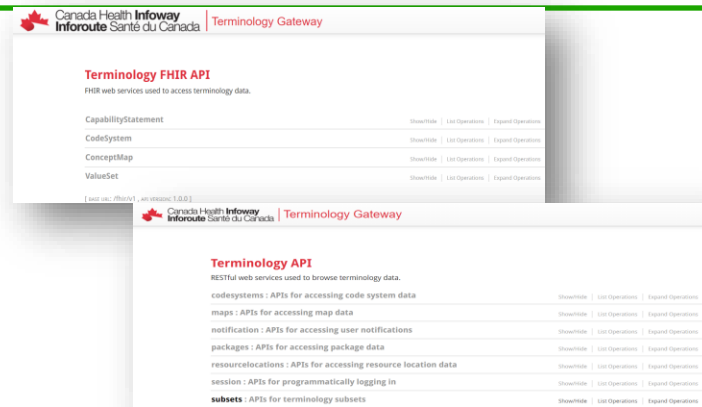 Canada Health Infoway
Inforoute Santé du Canada
Terminology Gateway
Terminology FHIR API
FHIR web services used to access terminology data.
CapabilityStatement Show/Hide | List Operations | Expand Operations
CodeSystem Show/Hide | List Operations | Expand Operations
ConceptMap Show/Hide | List Operations | Expand Operations
ValueSet Show/Hide | List Operations | Expand Operations
[ BASE URL: /fhir/v1 , API VERSION: 1.0.0 ]
Canada Health Infoway
Inforoute Santé du Canada
Terminology Gateway
Terminology API
RESTful web services used to browse terminology data.
codesystems : APIs for accessing code system data Show/Hide | List Operations | Expand Operations
maps : APIs for accessing map data Show/Hide | List Operations | Expand Operations
notification : APIs for accessing user notifications Show/Hide | List Operations | Expand Operations
packages : APIs for accessing package data Show/Hide | List Operations | Expand Operations
resourcelocations : APIs for accessing resource location data Show/Hide | List Operations | Expand Operations
session : APIs for programmatically logging in Show/Hide | List Operations | Expand Operations
subsets : APIs for terminology subsets Show/Hide | List Operations | Expand Operations